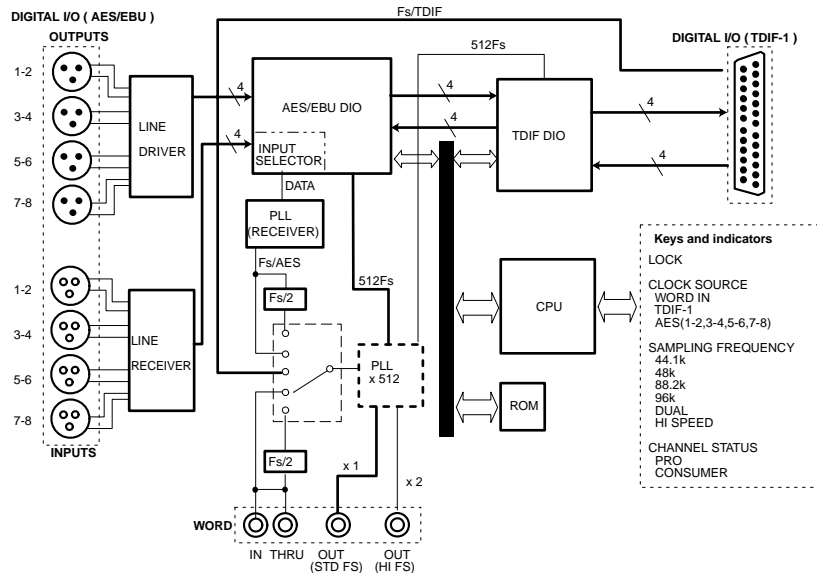 DIGITAL I/O ( AES/EBU )
OUTPUTS
1-2
3-4
5-6
7-8
LINE
DRIVER
4
4
Fs/TDIF
AES/EBU DIO
INPUT
SELECTOR
DATA
PLL
(RECEIVER)
Fs/AES
Fs/2
512Fs
4
4
TDIF DIO
4
4
DIGITAL I/O ( TDIF-1 )
1-2
3-4
5-6
7-8
INPUTS
LINE
RECEIVER
512Fs
PLL
x 512
Fs/2
x 1
x 2
WORD
IN
THRU
OUT
(STD FS)
OUT
(HI FS)
CPU
ROM
Keys and indicators
LOCK
CLOCK SOURCE
WORD IN
TDIF-1
AES(1-2,3-4,5-6,7-8)
SAMPLING FREQUENCY
44.1k
48k
88.2k
96k
DUAL
HI SPEED
CHANNEL STATUS
PRO
CONSUMER